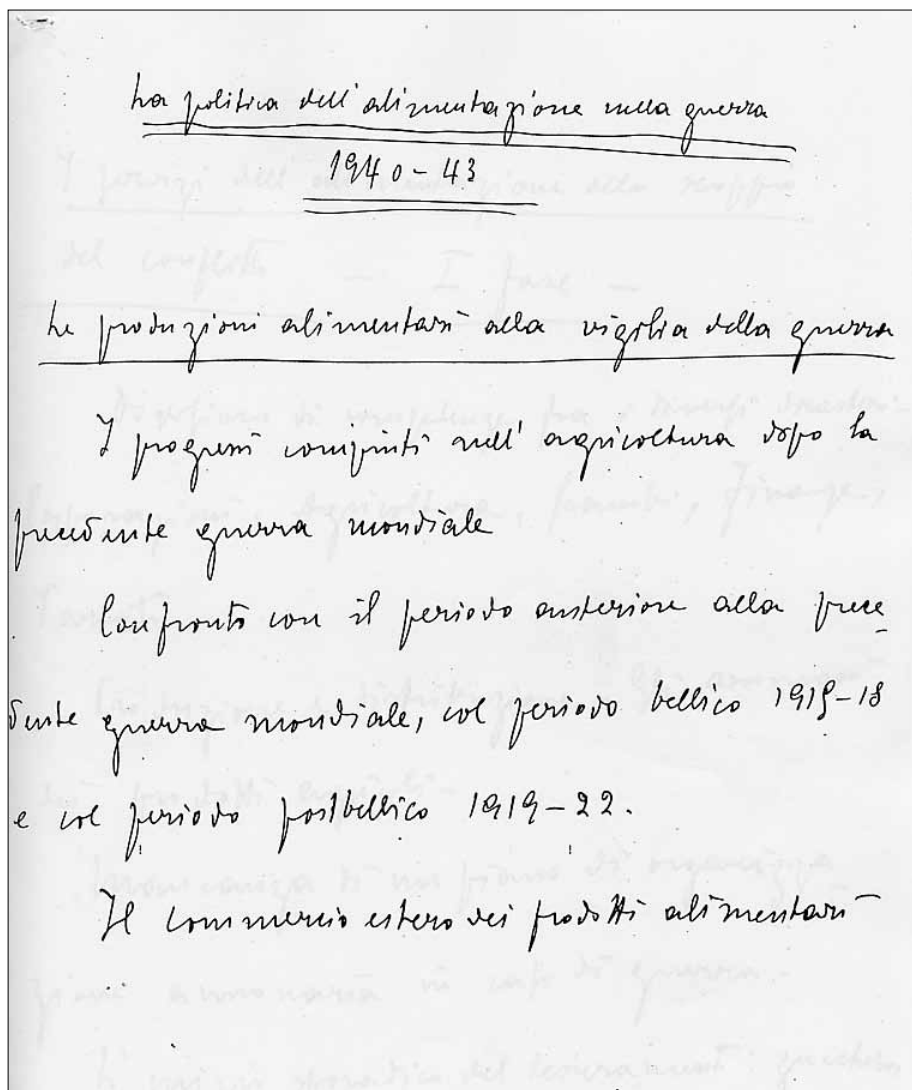 La politica dell'alimentazione nella guerra
1940-43
Le produzioni alimentari alla vigilia della guerra
I progressi compiuti nell'agricoltura dopo la
precedente guerra mondiale
Confronto con il periodo anteriore alla prece
dente guerra mondiale, col periodo bellico 1915-18
e col periodo postbellico 1919-22.
Il commercio estero dei prodotti alimentari